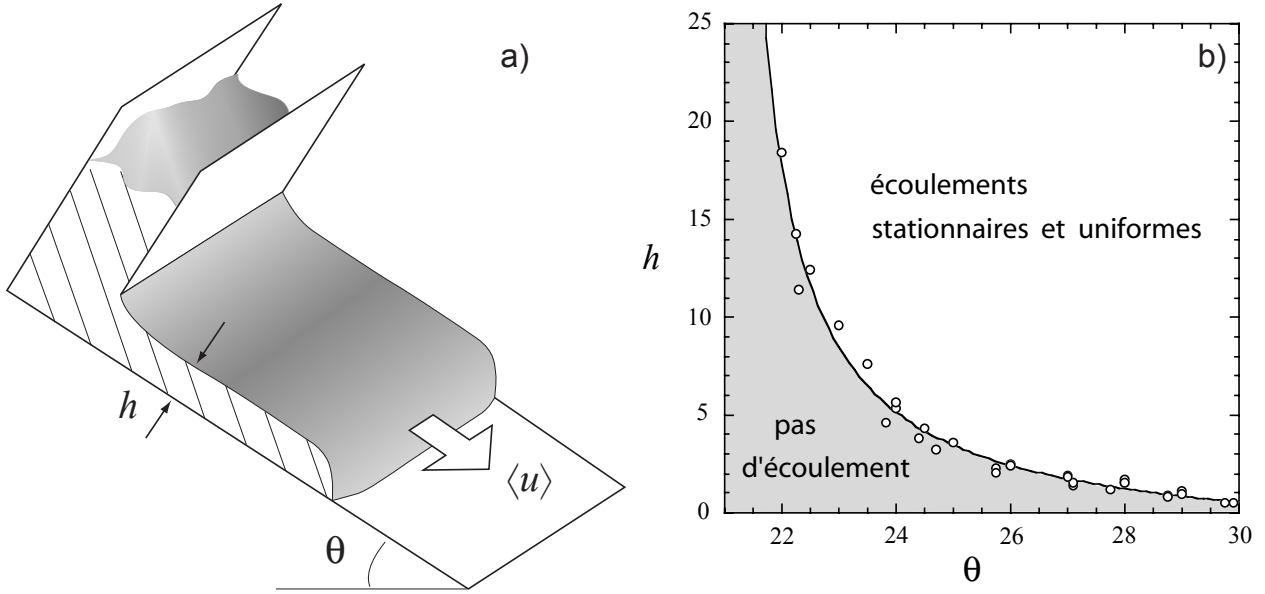 a)
h
⟨u⟩
θ
b)
25
20
15
10
5
0
h
écoulements
stationnaires et uniformes
pas
d'écoulement
22 24 26 28 30
θ